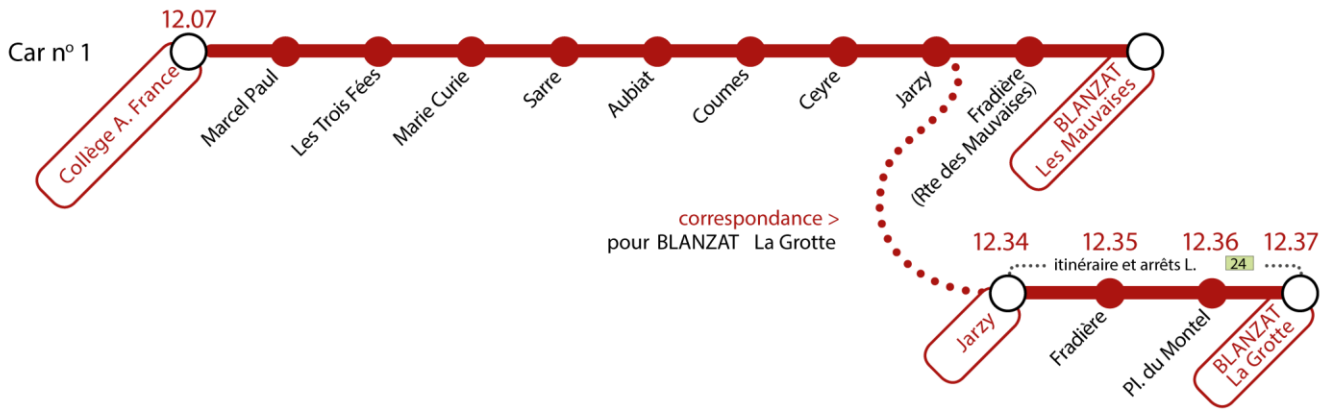 12.07
Car nº 1
Collège A. France
Marcel Paul
Les Trois Fées
Marie Curie
Sarre
Aubiat
Coumes
Ceyre
Jarzy
Fradière
(Rte des Mauvaises)
BLANZAT
Les Mauvaises
correspondance >
pour BLANZAT La Grotte
12.34
12.35
12.36
12.37
itinéraire et arrêts L. 24
Jarzy
Fradière
Pl. du Montel
BLANZAT
La Grotte